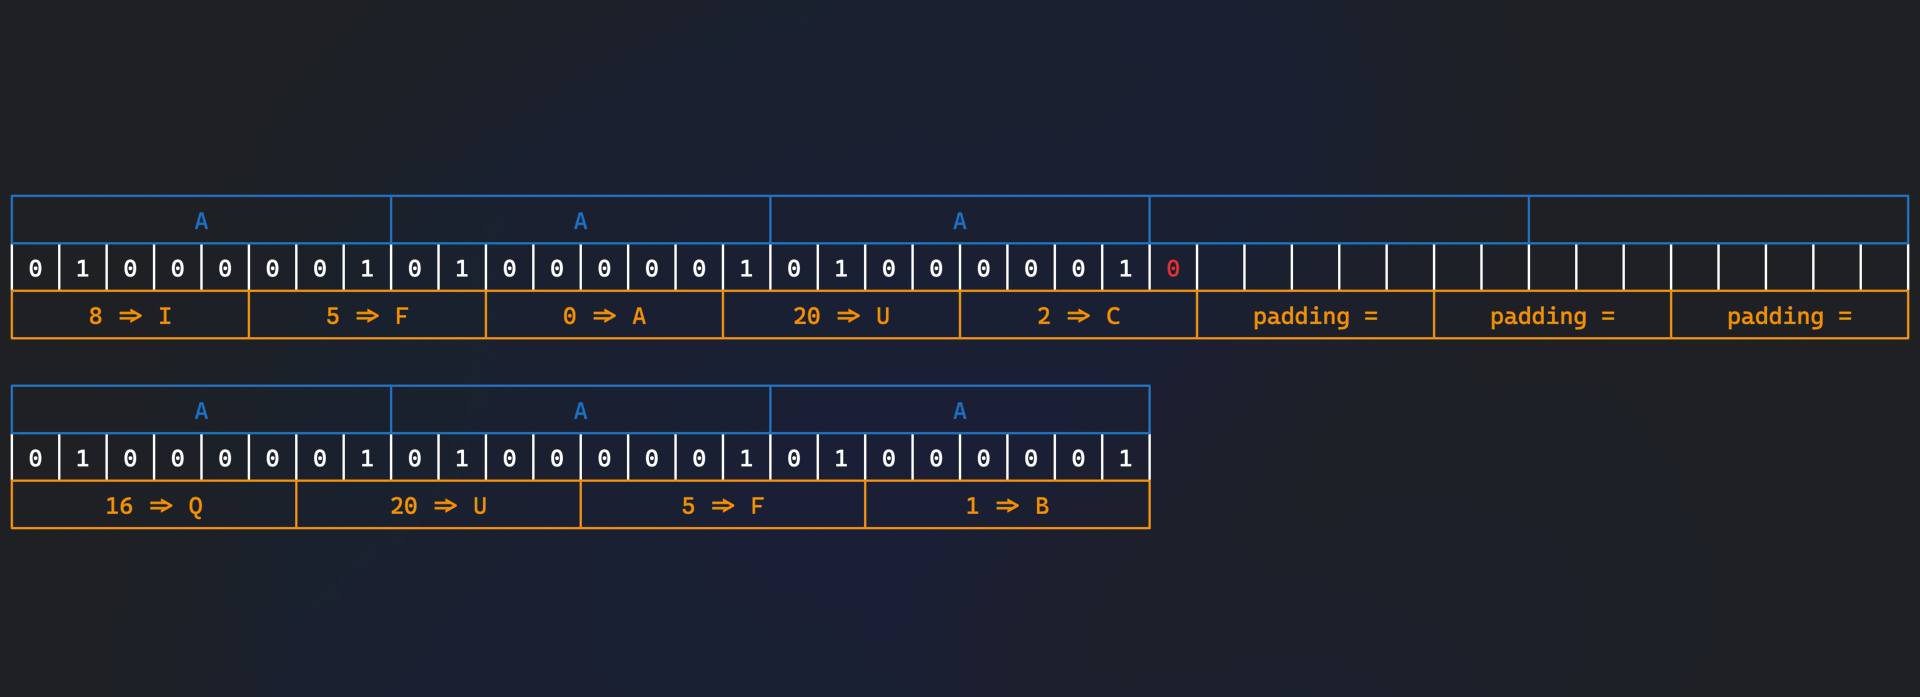 A A A
0 1 0 0 0 0 0 1 0 1 0 0 0 0 0 1 0 1 0 0 0 0 0 1 0
8 ⇒ I 5 ⇒ F 0 ⇒ A 20 ⇒ U 2 ⇒ C padding = padding = padding =
A A A
0 1 0 0 0 0 0 1 0 1 0 0 0 0 0 1 0 1 0 0 0 0 0 1
16 ⇒ Q 20 ⇒ U 5 ⇒ F 1 ⇒ B